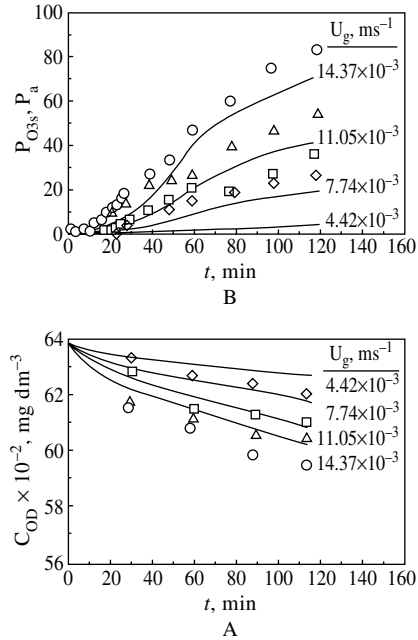 U_g, ms⁻¹
14.37×10⁻³
11.05×10⁻³
7.74×10⁻³
4.42×10⁻³
P_O3s, P_a
100
80
60
40
20
0
0 20 40 60 80 100 120 140
t, min
B
U_g, ms⁻¹
4.42×10⁻³
7.74×10⁻³
11.05×10⁻³
14.37×10⁻³
C_OD × 10⁻², mg dm⁻³
64
62
60
58
56
0 20 40 60 80 100 120 140
t, min
A